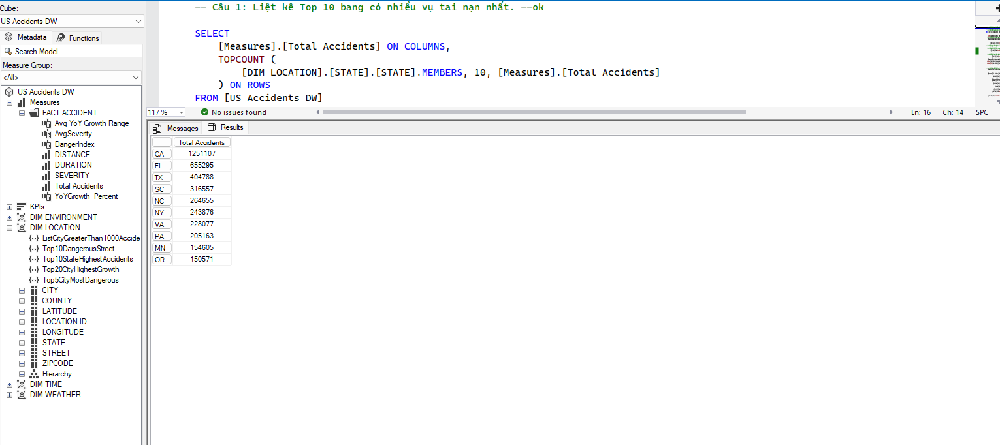 Cube:
US Accidents DW
Metadata
Functions
Search Model
Measure Group:
<All>
US Accidents DW
Measures
FACT ACCIDENT
Avg YoY Growth Range
AvgSeverity
DangerIndex
DISTANCE
DURATION
SEVERITY
Total Accidents
YoYGrowth_Percent
KPIs
DIM ENVIRONMENT
DIM LOCATION
ListCityGreaterThan1000Accide
Top10DangerousStreet
Top10StateHighestAccidents
Top20CityHighestGrowth
Top5CityMostDangerous
CITY
COUNTY
LATITUDE
LOCATION ID
LONGITUDE
STATE
STREET
ZIPCODE
Hierarchy
DIM TIME
DIM WEATHER
-- Câu 1: Liệt kê Top 10 bang có nhiều vụ tai nạn nhất. --ok
SELECT
[Measures].[Total Accidents] ON COLUMNS,
TOPCOUNT (
[DIM LOCATION].[STATE].[STATE].MEMBERS, 10, [Measures].[Total Accidents]
) ON ROWS
FROM [US Accidents DW]
117 %
No issues found
Ln: 16 Ch: 14 SPC
Messages
Results
Total Accidents
CA 1251107
FL 655295
TX 404788
SC 316557
NC 264655
NY 243876
VA 228077
PA 205163
MN 154605
OR 150571